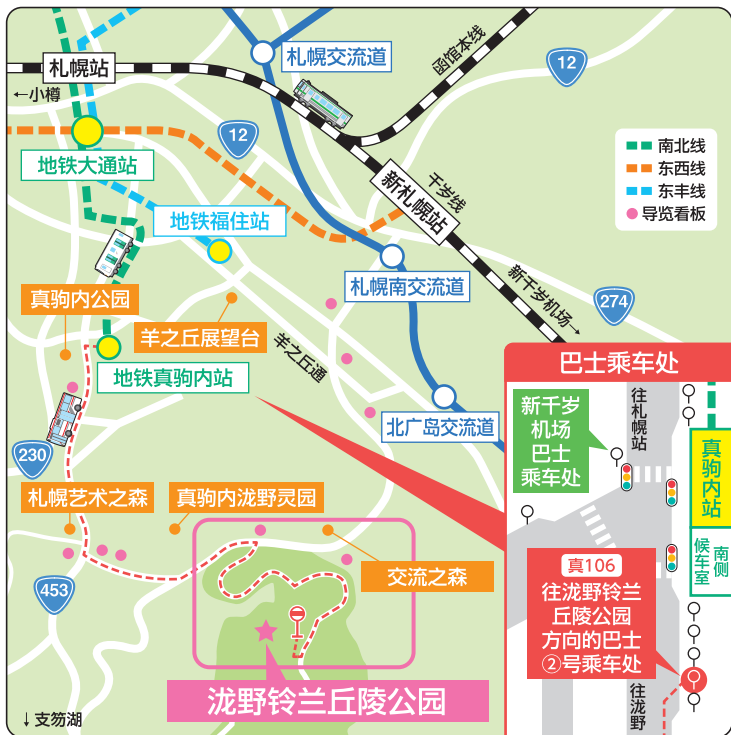 札幌交流道
函馆本线
12
札幌站
←小樽
12
地铁大通站
南北线
东西线
东丰线
导览看板
千岁线
新札幌站
地铁福住站
札幌南交流道
新千岁机场→
274
真驹内公园
羊之丘展望台
羊之丘通
地铁真驹内站
北广岛交流道
230
札幌艺术之森
真驹内泷野灵园
交流之森
453
泷野铃兰丘陵公园
↓支笏湖
巴士乘车处
往札幌站
新千岁
机场
巴士
乘车处
真驹内站
南侧
候车室
真106
往泷野铃兰
丘陵公园
方向的巴士
②号乘车处
往泷野